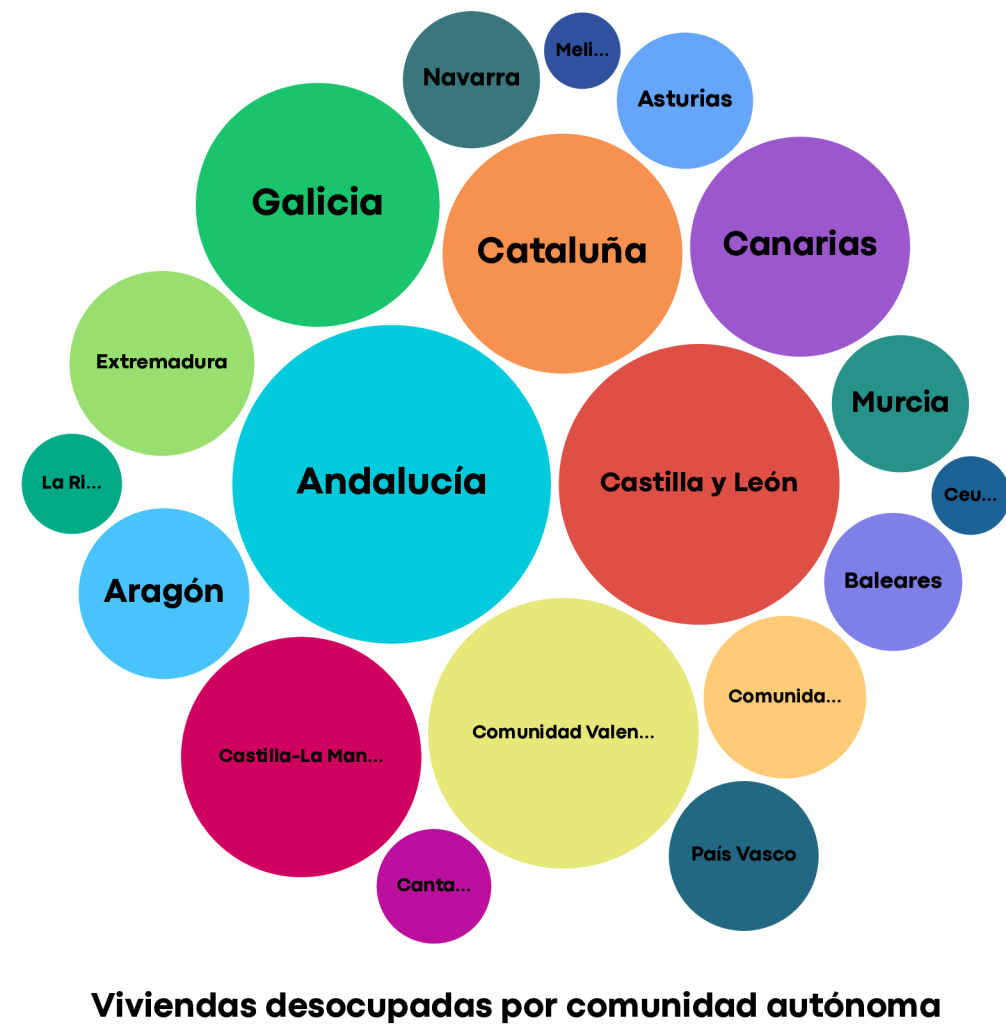 Navarra
Meli...
Asturias
Galicia
Cataluña
Canarias
Extremadura
Murcia
La Ri...
Andalucía
Castilla y León
Ceu...
Aragón
Baleares
Comunida...
Castilla-La Man...
Comunidad Valen...
País Vasco
Canta...
Viviendas desocupadas por comunidad autónoma